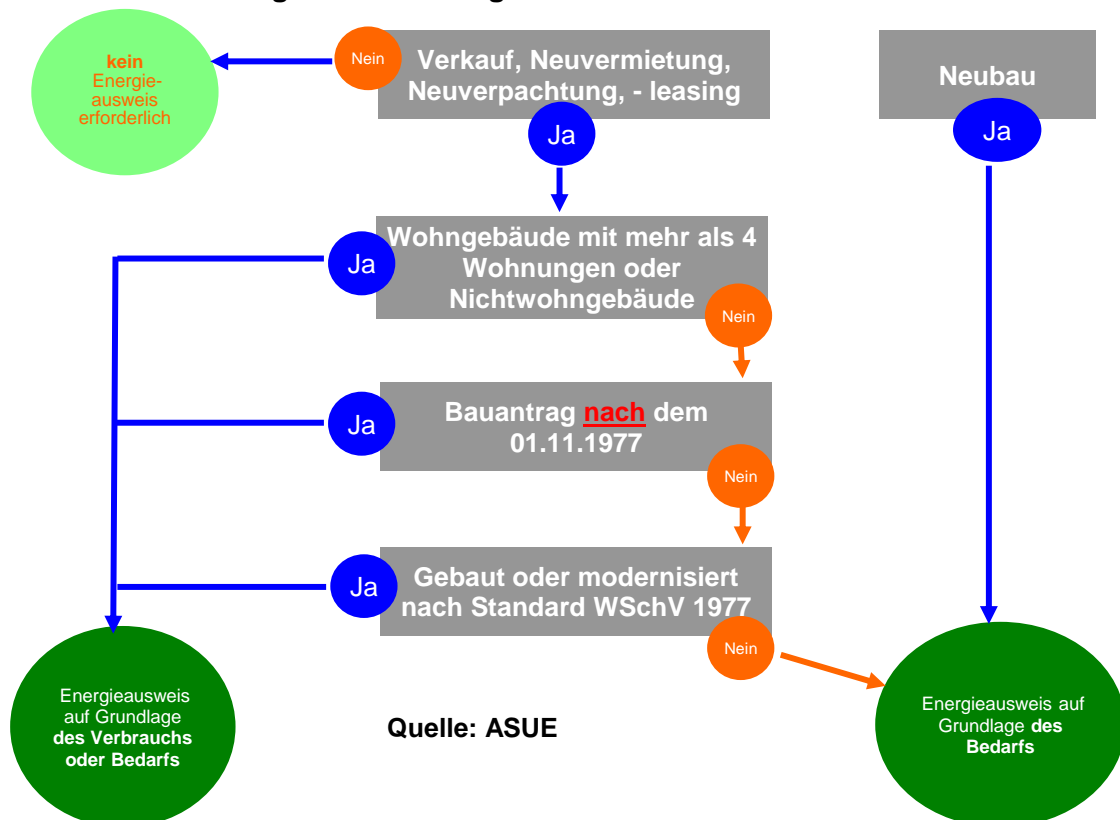 kein
Energie-
ausweis
erforderlich
Nein
Verkauf, Neuvermietung,
Neuverpachtung, - leasing
Ja
Neubau
Ja
Ja
Wohngebäude mit mehr als 4
Wohnungen oder
Nichtwohngebäude
Nein
Ja
Bauantrag nach dem
01.11.1977
Nein
Ja
Gebaut oder modernisiert
nach Standard WSchV 1977
Nein
Energieausweis
auf Grundlage
des Verbrauchs
oder Bedarfs
Quelle: ASUE
Energieausweis auf
Grundlage des
Bedarfs